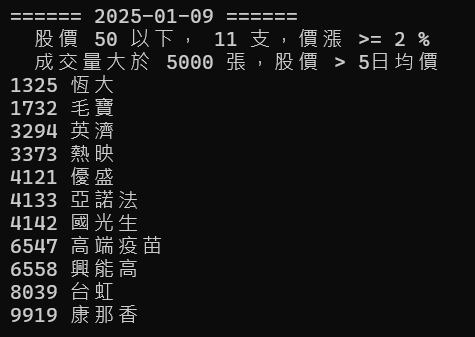 ====== 2025-01-09 ======
股價 50 以下, 11 支,價漲 >= 2 %
成交量大於 5000 張,股價 > 5日均價
1325 恆大
1732 毛寶
3294 英濟
3373 熱映
4121 優盛
4133 亞諾法
4142 國光生
6547 高端疫苗
6558 興能高
8039 台虹
9919 康那香